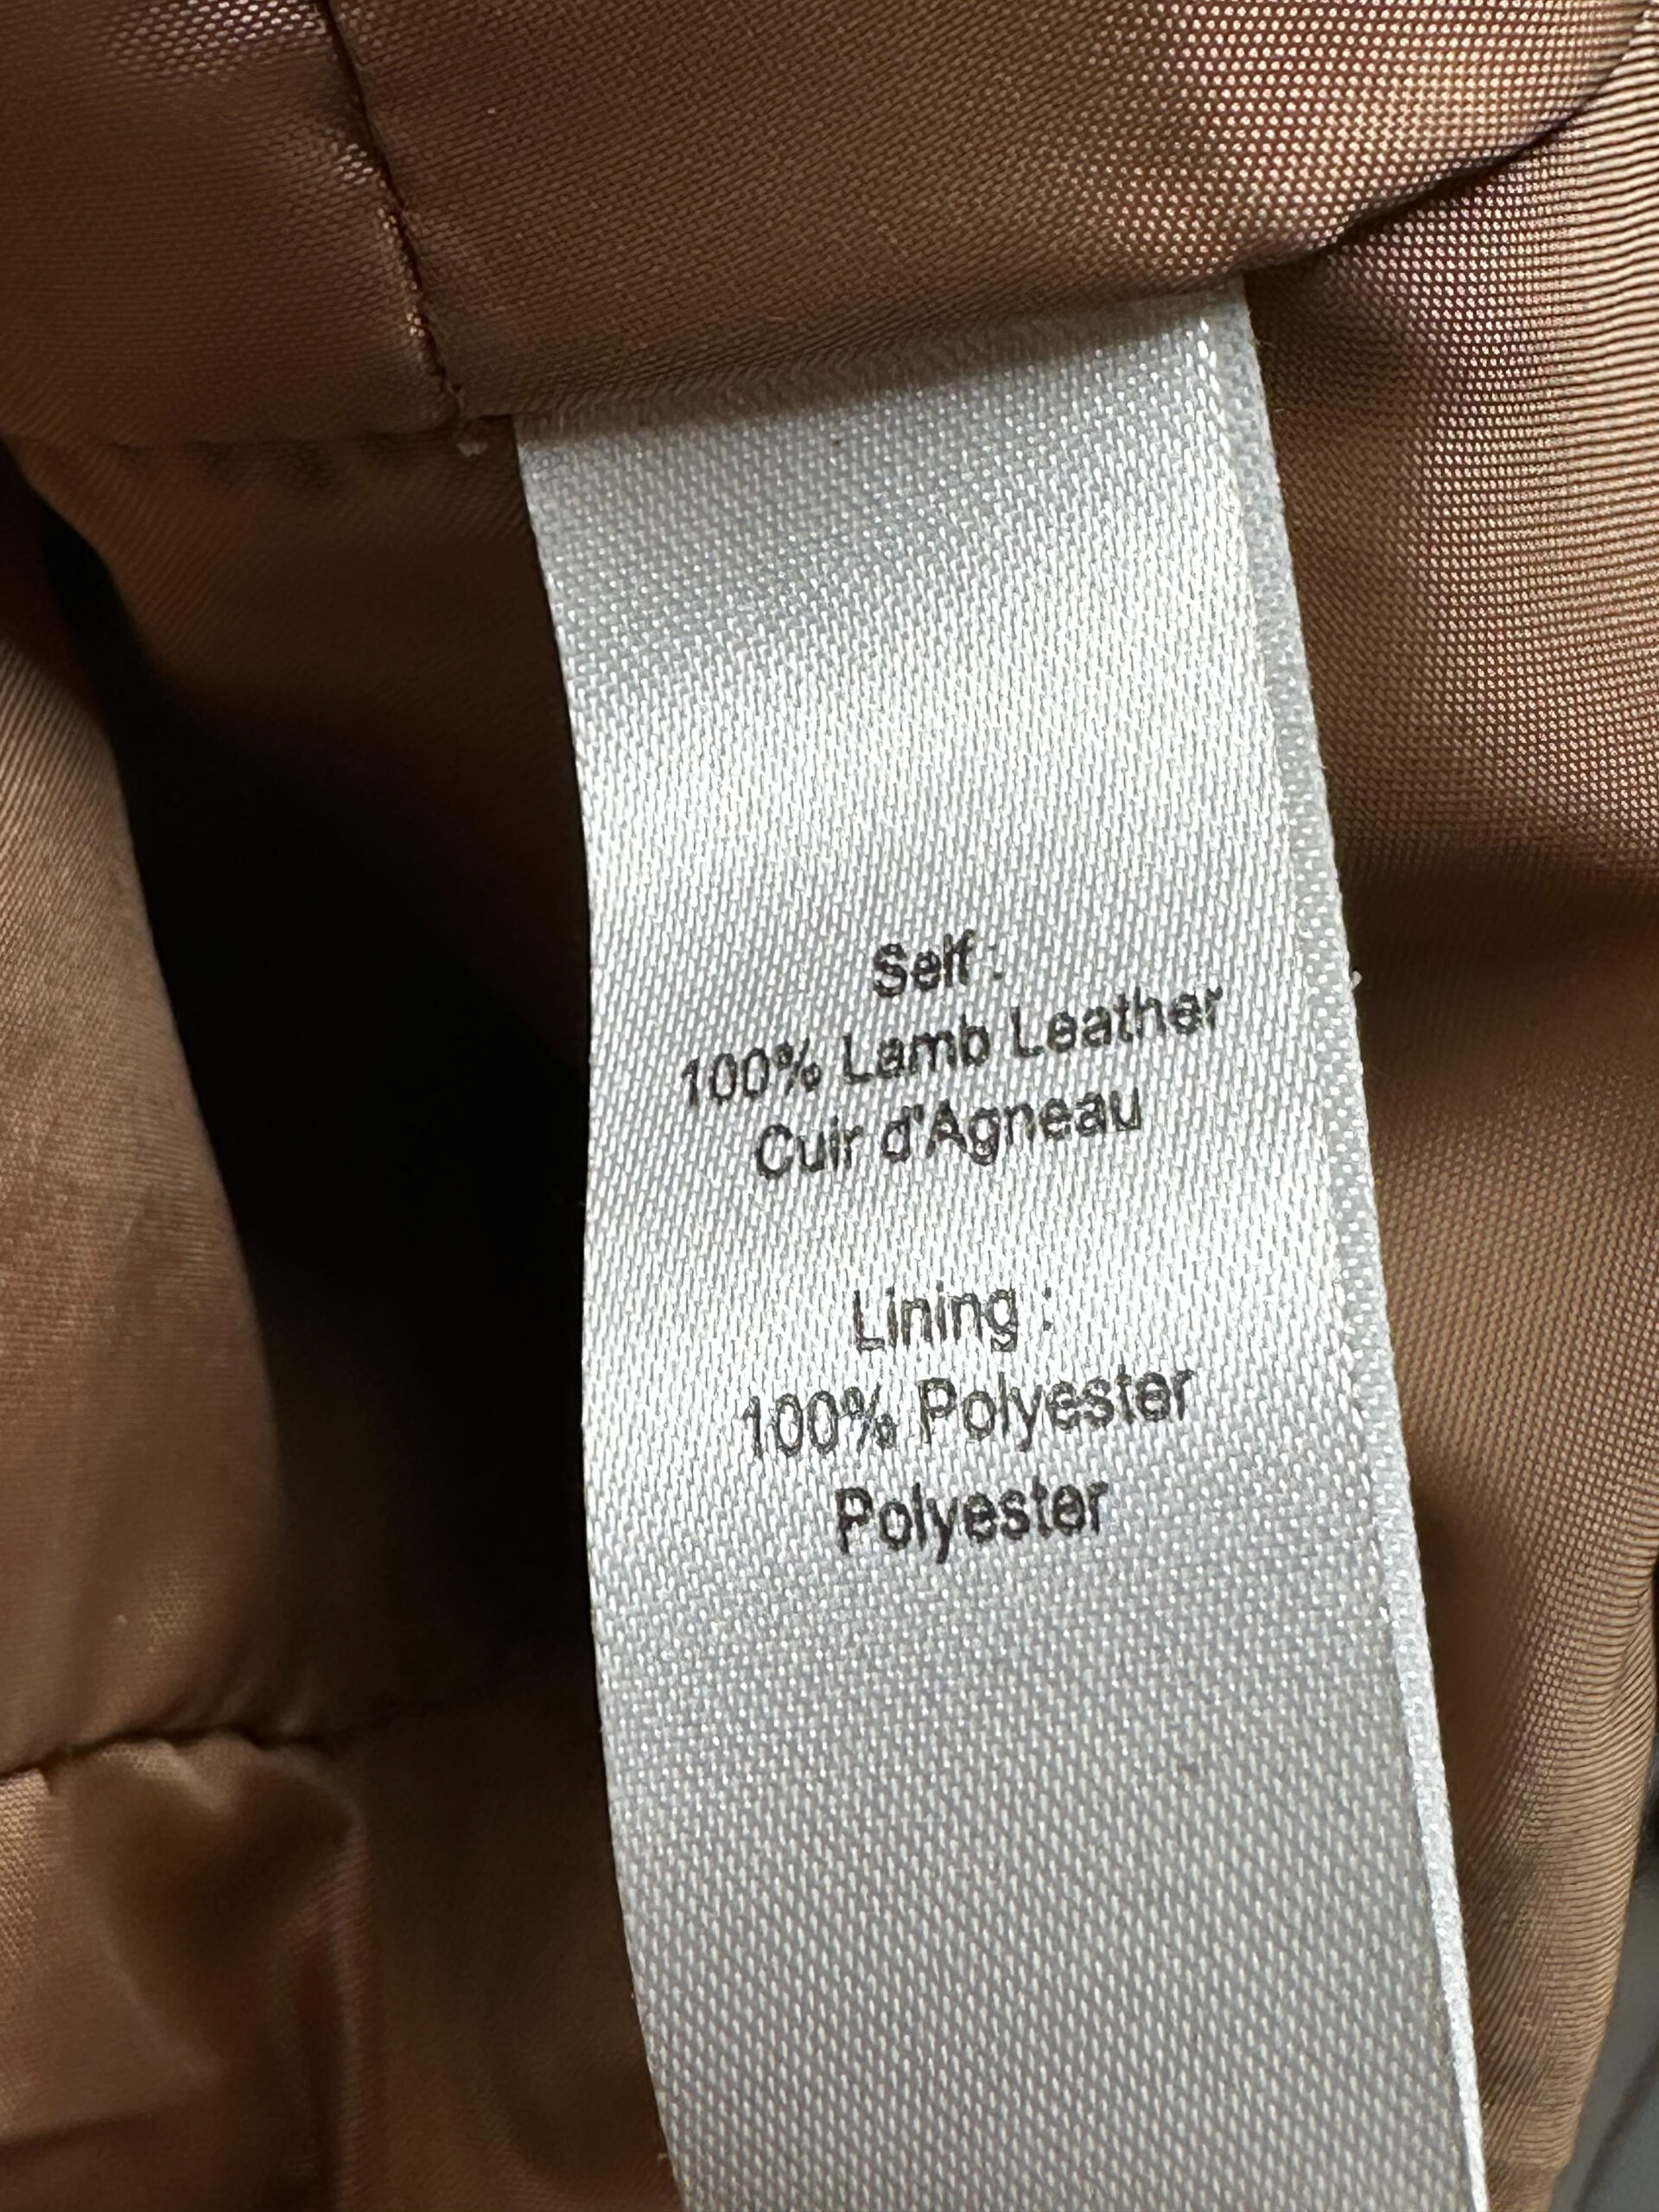 Self :
100% Lamb Leather
Cuir d'Agneau
Lining :
100% Polyester
Polyester